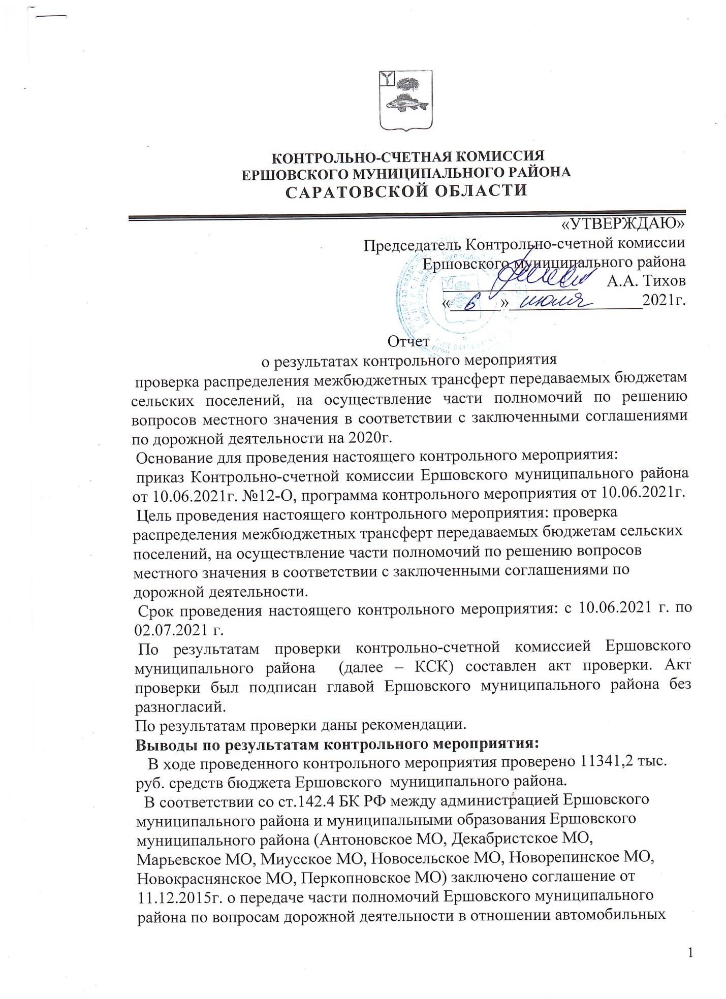 КОНТРОЛЬНО-СЧЕТНАЯ КОМИССИЯ
ЕРШОВСКОГО МУНИЦИПАЛЬНОГО РАЙОНА
САРАТОВСКОЙ ОБЛАСТИ
«УТВЕРЖДАЮ»
Председатель Контрольно-счетной комиссии
Ершовского муниципального района
А.А. Тихов
«6» июля 2021г.
Отчет
о результатах контрольного мероприятия
проверка распределения межбюджетных трансферт передаваемых бюджетам
сельских поселений, на осуществление части полномочий по решению
вопросов местного значения в соответствии с заключенными соглашениями
по дорожной деятельности на 2020г.
Основание для проведения настоящего контрольного мероприятия:
приказ Контрольно-счетной комиссии Ершовского муниципального района
от 10.06.2021г. №12-О, программа контрольного мероприятия от 10.06.2021г.
Цель проведения настоящего контрольного мероприятия: проверка
распределения межбюджетных трансферт передаваемых бюджетам сельских
поселений, на осуществление части полномочий по решению вопросов
местного значения в соответствии с заключенными соглашениями по
дорожной деятельности.
Срок проведения настоящего контрольного мероприятия: с 10.06.2021 г. по
02.07.2021 г.
По результатам проверки контрольно-счетной комиссией Ершовского
муниципального района (далее – КСК) составлен акт проверки. Акт
проверки был подписан главой Ершовского муниципального района без
разногласий.
По результатам проверки даны рекомендации.
Выводы по результатам контрольного мероприятия:
В ходе проведенного контрольного мероприятия проверено 11341,2 тыс.
руб. средств бюджета Ершовского муниципального района.
В соответствии со ст.142.4 БК РФ между администрацией Ершовского
муниципального района и муниципальными образования Ершовского
муниципального района (Антоновское МО, Декабристское МО,
Марьевское МО, Миусское МО, Новосельское МО, Новорепинское МО,
Новокраснянское МО, Перкопновское МО) заключено соглашение от
11.12.2015г. о передаче части полномочий Ершовского муниципального
района по вопросам дорожной деятельности в отношении автомобильных
1